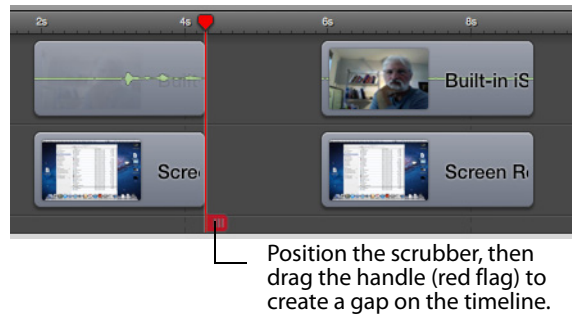 2s 4s 6s 8s
Built-in iS
Scre
Screen R
Position the scrubber, then
drag the handle (red flag) to
create a gap on the timeline.